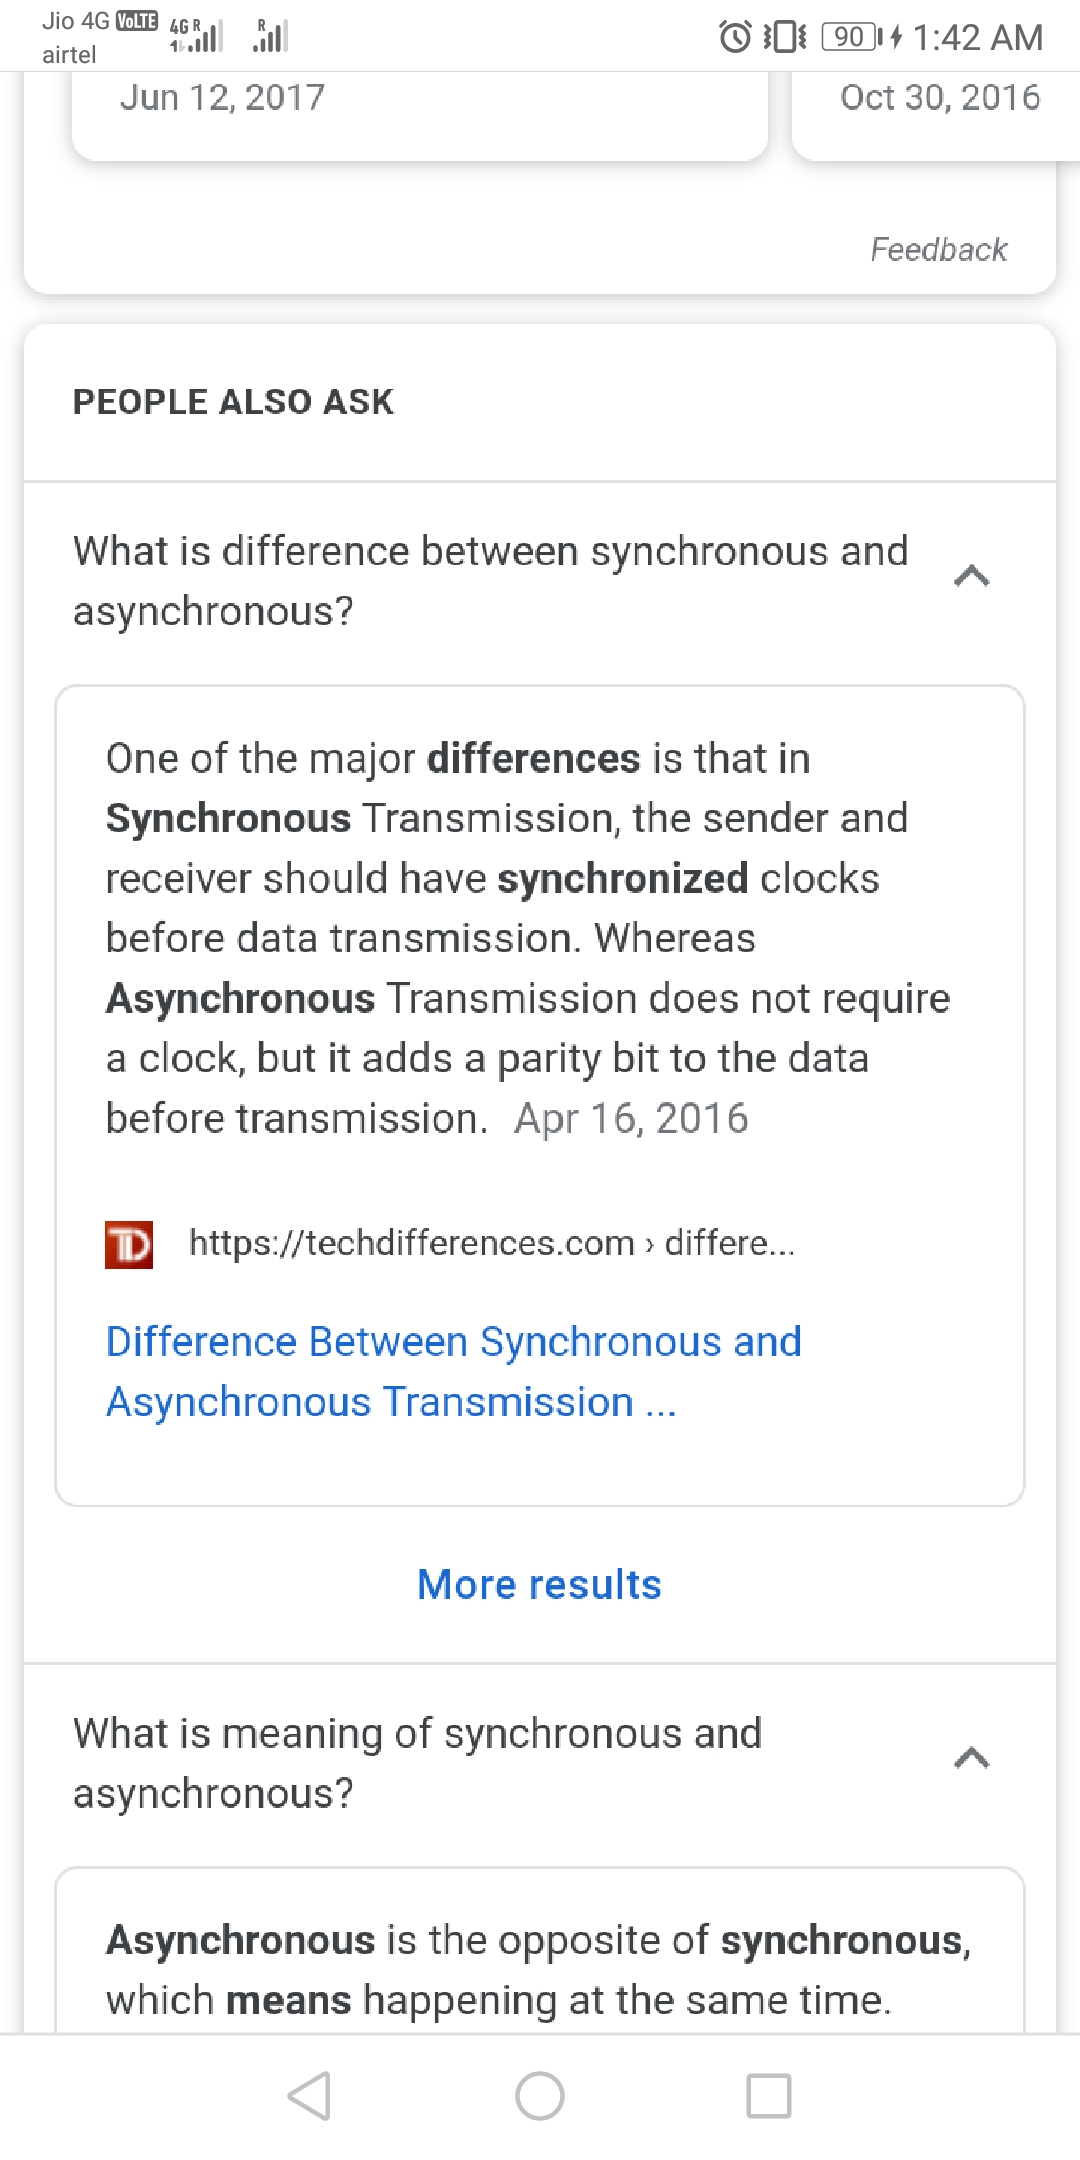 Jio 4G VoLTE 4G R R 90 1:42 AM
airtel
Jun 12, 2017 Oct 30, 2016
Feedback
PEOPLE ALSO ASK
What is difference between synchronous and
asynchronous?
One of the major differences is that in
Synchronous Transmission, the sender and
receiver should have synchronized clocks
before data transmission. Whereas
Asynchronous Transmission does not require
a clock, but it adds a parity bit to the data
before transmission. Apr 16, 2016
TD https://techdifferences.com › differe...
Difference Between Synchronous and
Asynchronous Transmission ...
More results
What is meaning of synchronous and
asynchronous?
Asynchronous is the opposite of synchronous,
which means happening at the same time.